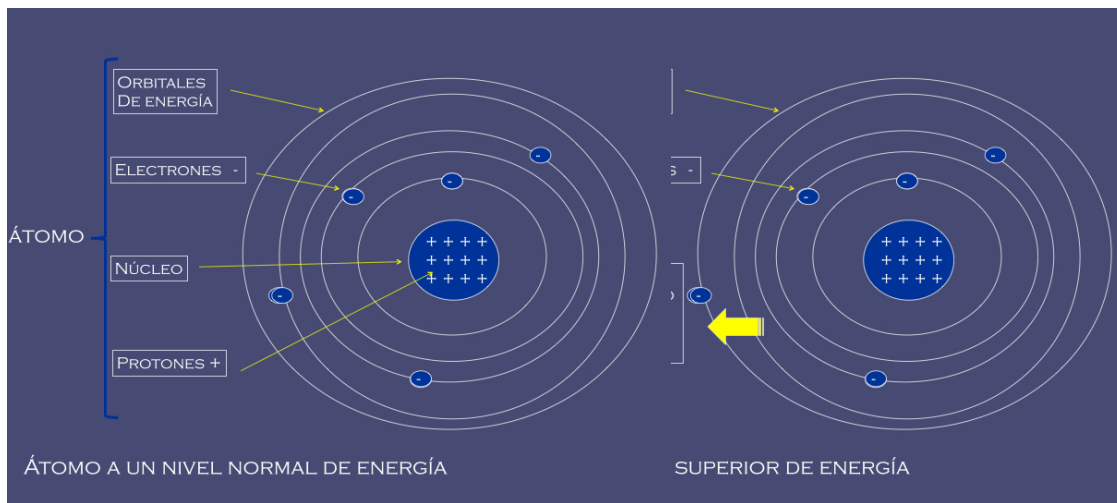 ORBITALES
DE ENERGÍA
ELECTRONES -
ÁTOMO
NÚCLEO
PROTONES +
- 
-
-
-
-
+ + + +
+ + + +
+ + + +
ÁTOMO A UN NIVEL NORMAL DE ENERGÍA
S -
O
-
-
-
-
-
+ + + +
+ + + +
+ + + +
SUPERIOR DE ENERGÍA